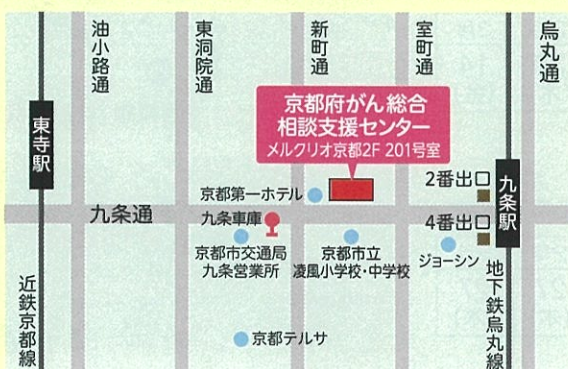 油小路通
東洞院通
新町通
室町通
烏丸通
京都府がん総合
相談支援センター
メルクリオ京都2F 201号室
東寺駅
京都第一ホテル
2番出口
九条駅
九条通
九条車庫
4番出口
京都市交通局
九条営業所
京都市立
凌風小学校・中学校
ジョーシン
近鉄京都線
地下鉄烏丸線
京都テルサ